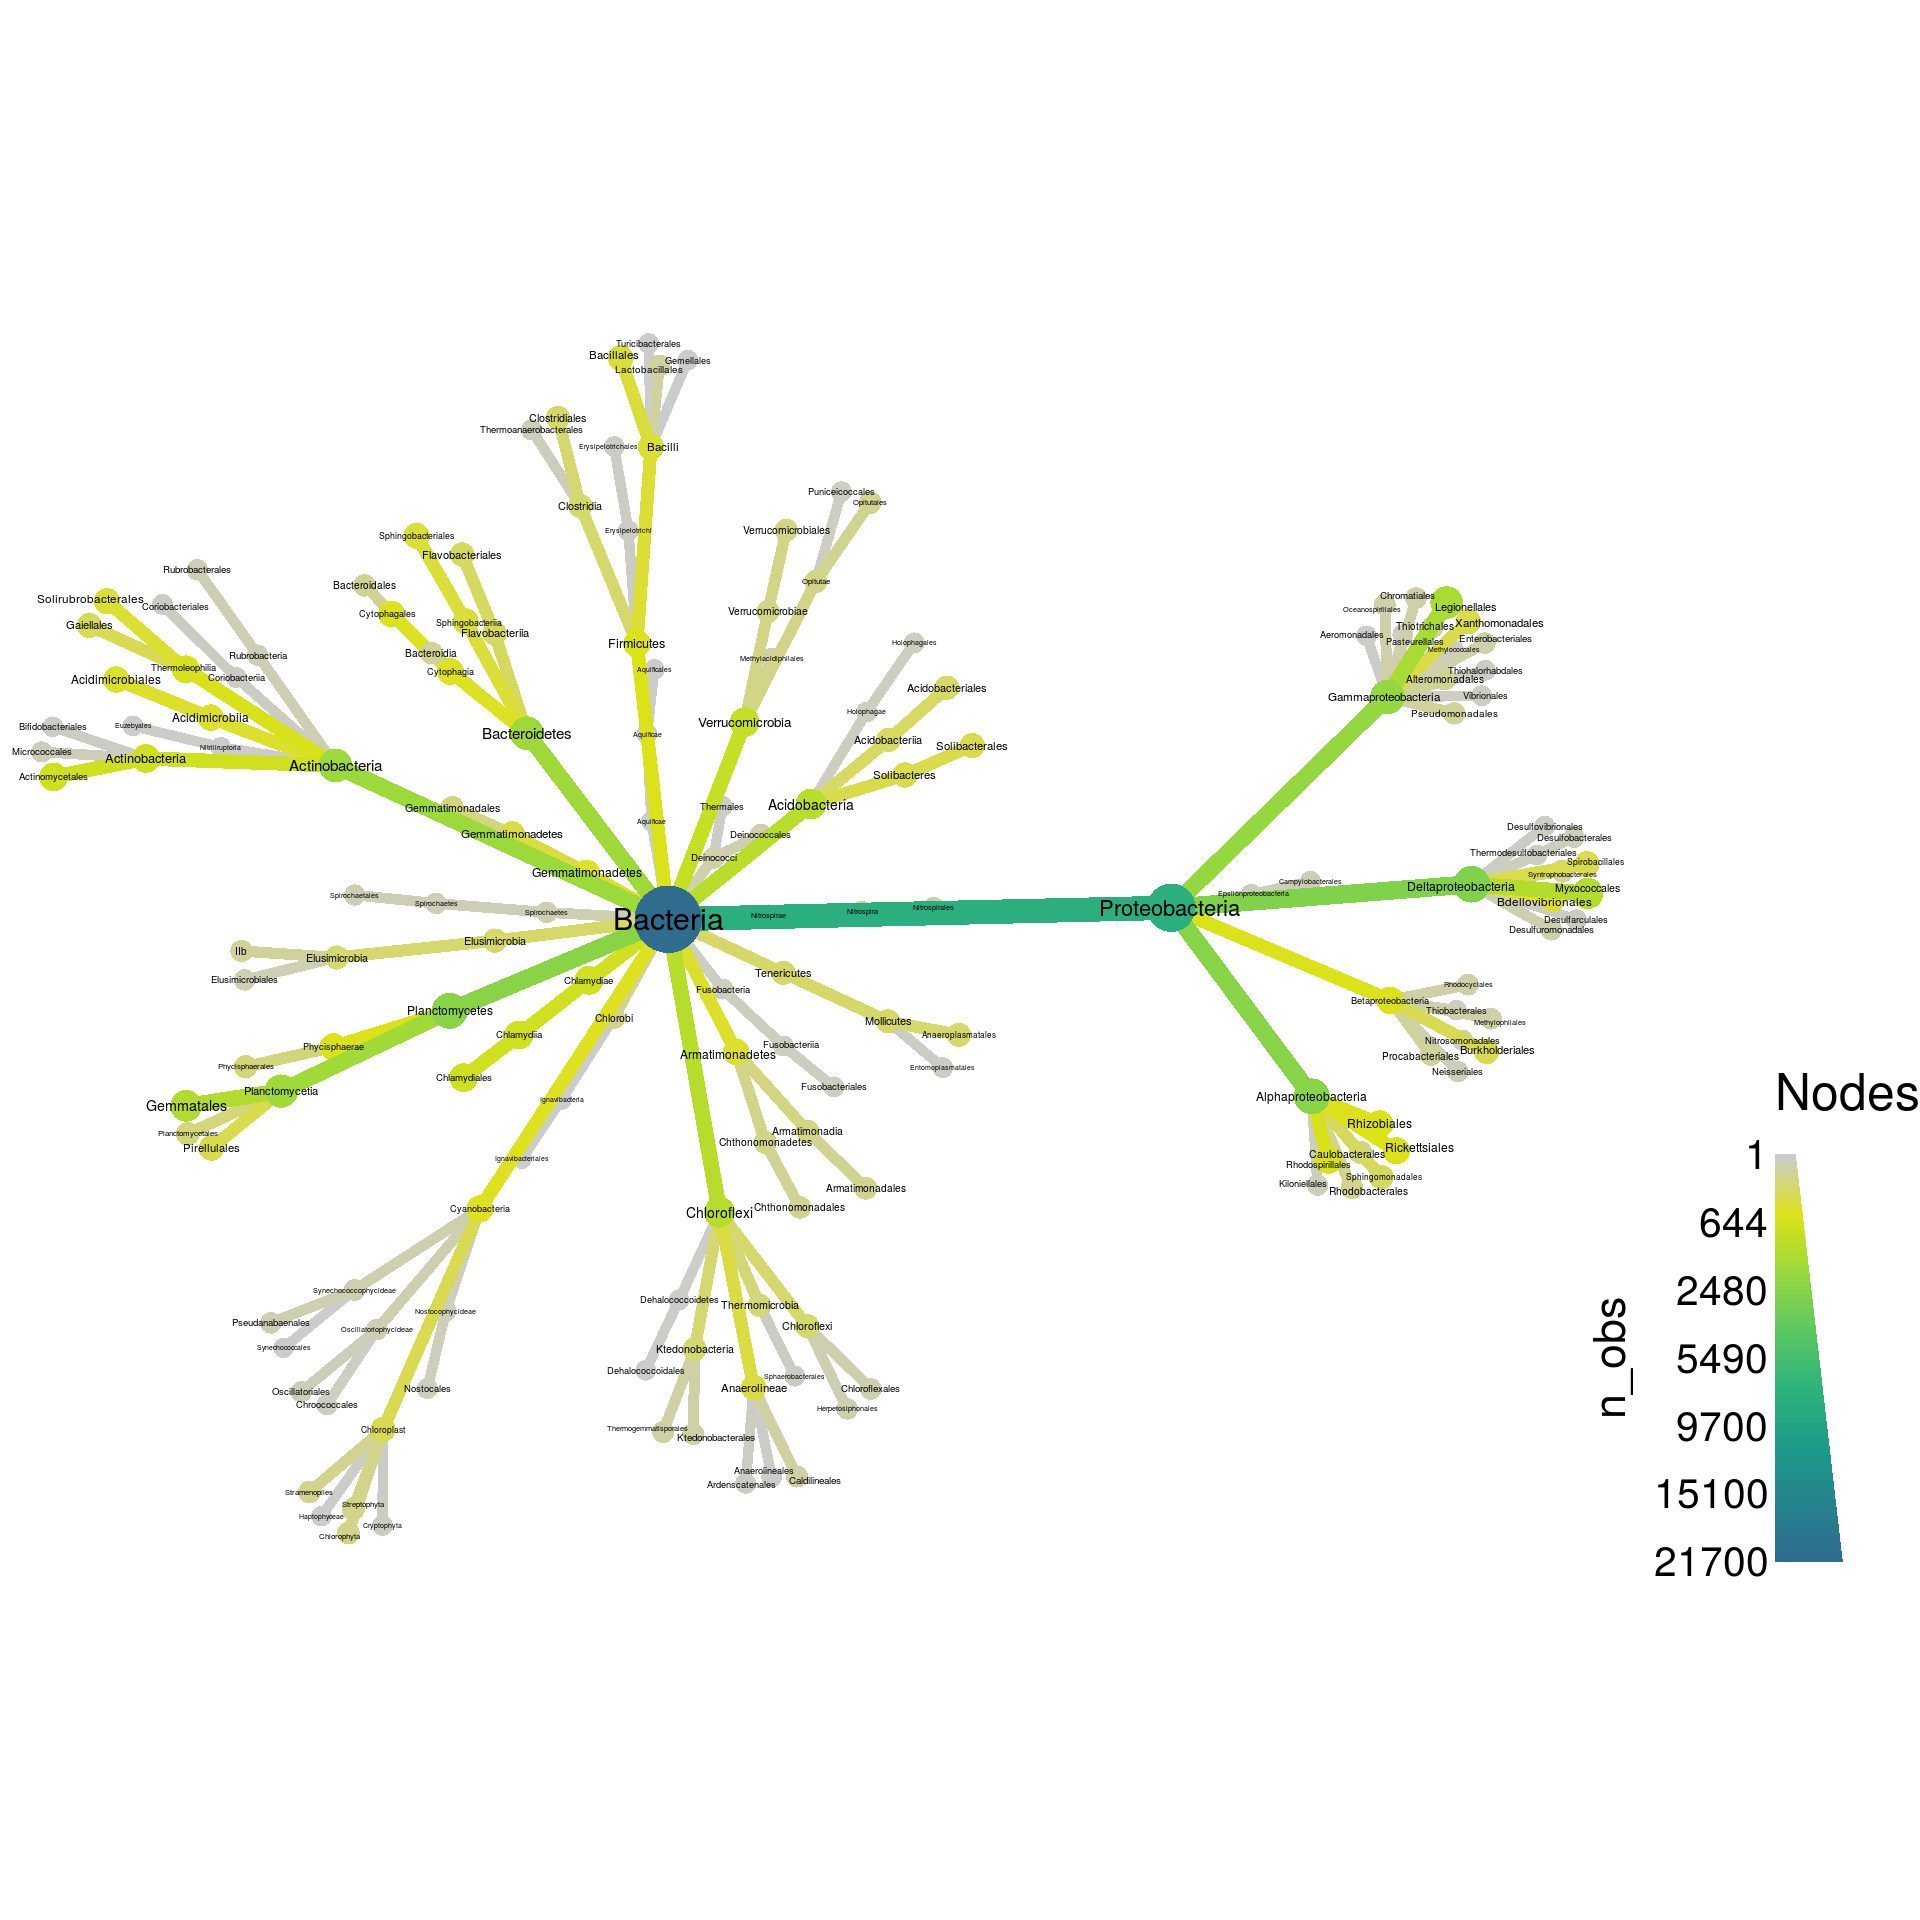 Turicibacterales
Bacillales
Gemellales
Lactobacillales
Clostridiales
Thermoanaerobacterales
Erysipelotrichales
Bacilli
Puniceicoccales
Opitutales
Clostridia
Erysipelotrichi
Verrucomicrobiales
Sphingobacteriales
Flavobacteriales
Rubrobacterales
Opitutae
Bacteroidales
Solirubrobacterales
Coriobacteriales
Cytophagales
Verrucomicrobiae
Gaiellales
Sphingobacteriia
Flavobacteriia
Firmicutes
Holophagales
Rubrobacteria
Bacteroidia
Methylacidiphilales
Thermoleophilia
Cytophagia
Aquificales
Coriobacteriia
Acidimicrobiales
Acidobacteriales
Acidimicrobiia
Holophagae
Verrucomicrobia
Bifidobacteriales
Euzebyales
Bacteroidetes
Aquificae
Acidobacteriia
Solibacterales
Nitriliruptoria
Micrococcales
Actinobacteria
Actinobacteria
Actinomycetales
Solibacteres
Gemmatimonadales
Thermales
Acidobacteria
Aquificae
Gemmatimonadetes
Deinococcales
Deinococci
Gemmatimonadetes
Spirochaetales
Spirochaetes
Spirochaetes
Bacteria
Nitrospirae
Nitrospira
Nitrospirales
Proteobacteria
Chromatiales
Oceanospirillales
Legionellales
Thiotrichales
Xanthomonadales
Aeromonadales
Pasteurellales
Enterobacteriales
Methylococcales
Thiohalorhabdales
Alteromonadales
Gammaproteobacteria
Vibrionales
Pseudomonadales
Desulfovibrionales
Desulfobacterales
Thermodesulfobacteriales
Spirobacillales
Syntrophobacterales
Campylobacterales
Epsilonproteobacteria
Deltaproteobacteria
Myxococcales
Bdellovibrionales
Desulfarculales
Desulfuromonadales
Elusimicrobia
IIb
Elusimicrobia
Elusimicrobiales
Chlamydiae
Tenericutes
Fusobacteria
Planctomycetes
Chlorobi
Mollicutes
Chlamydiia
Anaeroplasmatales
Phycisphaerae
Fusobacteriia
Armatimonadetes
Phycisphaerales
Entomoplasmatales
Chlamydiales
Fusobacteriales
Planctomycetia
Gemmatales
Ignavibacteria
Planctomycetales
Pirellulales
Armatimonadia
Chthonomonadetes
Ignavibacteriales
Armatimonadales
Chthonomonadales
Cyanobacteria
Chloroflexi
Rhodocyclales
Betaproteobacteria
Thiobacterales
Methylophilales
Nitrosomonadales
Burkholderiales
Procabacteriales
Neisseriales
Alphaproteobacteria
Rhizobiales
Rickettsiales
Caulobacterales
Rhodospirillales
Sphingomonadales
Kiloniellales
Rhodobacterales
Synechococcophycideae
Dehalococcoidetes
Thermomicrobia
Nostocophycideae
Pseudanabaenales
Oscillatoriophycideae
Chloroflexi
Synechococcales
Ktedonobacteria
Dehalococcoidales
Sphaerobacterales
Oscillatoriales
Nostocales
Anaerolineae
Chloroflexales
Chroococcales
Herpetosiphonales
Chloroplast
Thermogemmatisporales
Ktedonobacterales
Anaerolineales
Ardenscatenales
Caldilineales
Stramenopiles
Streptophyta
Haptophyceae
Cryptophyta
Chlorophyta
Nodes
1
644
2480
5490
9700
15100
21700
n_obs